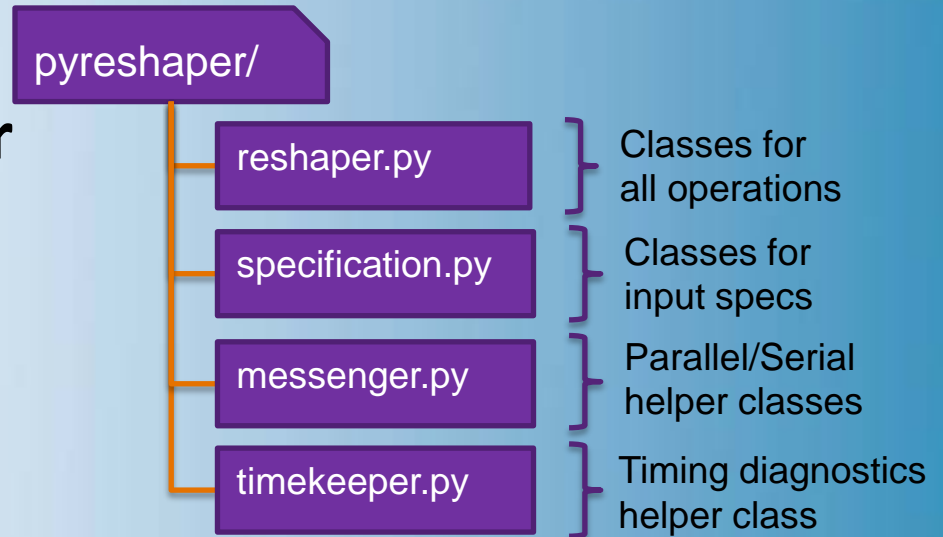 pyreshaper/
r
reshaper.py
Classes for
all operations
specification.py
Classes for
input specs
messenger.py
Parallel/Serial
helper classes
timekeeper.py
Timing diagnostics
helper class